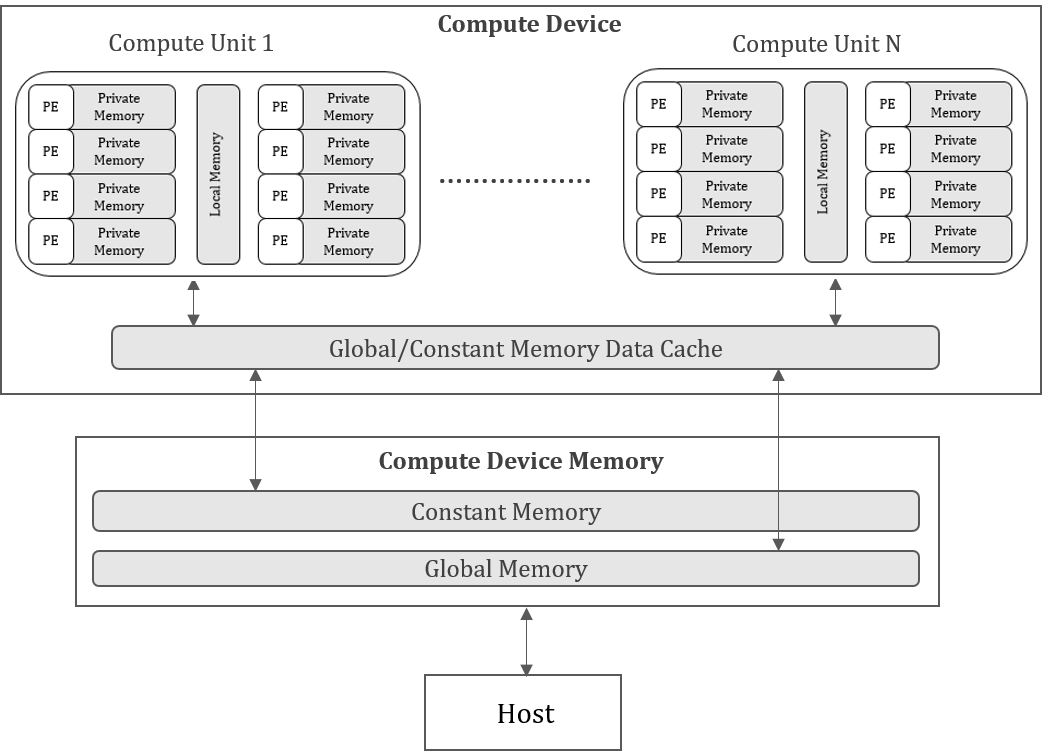 Compute Device
Compute Unit 1
Compute Unit N
PE
Private
Memory
PE
Private
Memory
PE
Private
Memory
PE
Private
Memory
Local Memory
PE
Private
Memory
PE
Private
Memory
PE
Private
Memory
PE
Private
Memory
PE
Private
Memory
PE
Private
Memory
PE
Private
Memory
PE
Private
Memory
Local Memory
PE
Private
Memory
PE
Private
Memory
PE
Private
Memory
PE
Private
Memory
Global/Constant Memory Data Cache
Compute Device Memory
Constant Memory
Global Memory
Host